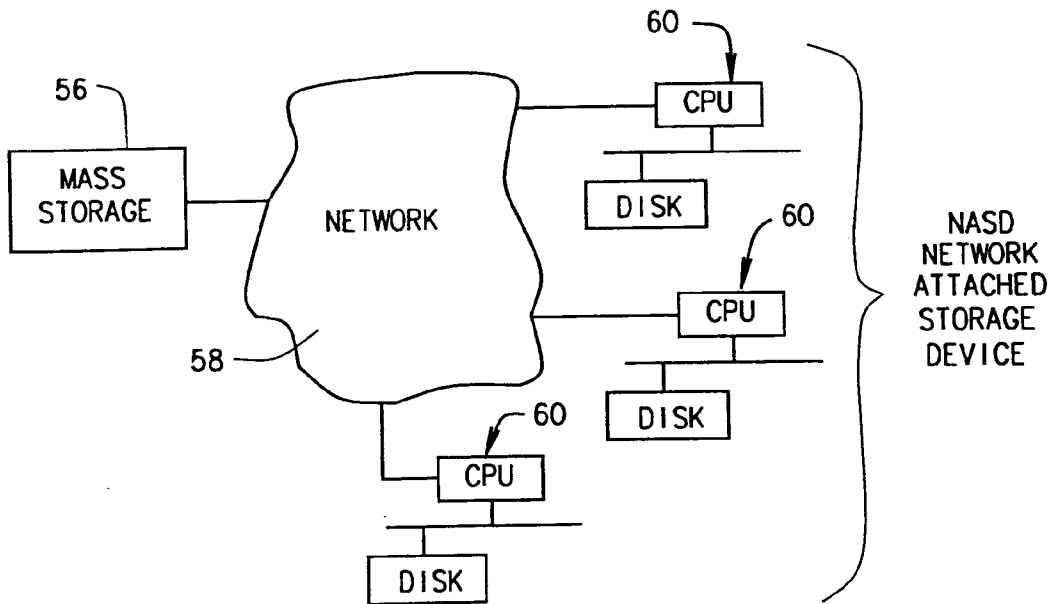 56
MASS
STORAGE
NETWORK
58
60
CPU
DISK
60
CPU
DISK
60
CPU
DISK
NASD
NETWORK
ATTACHED
STORAGE
DEVICE